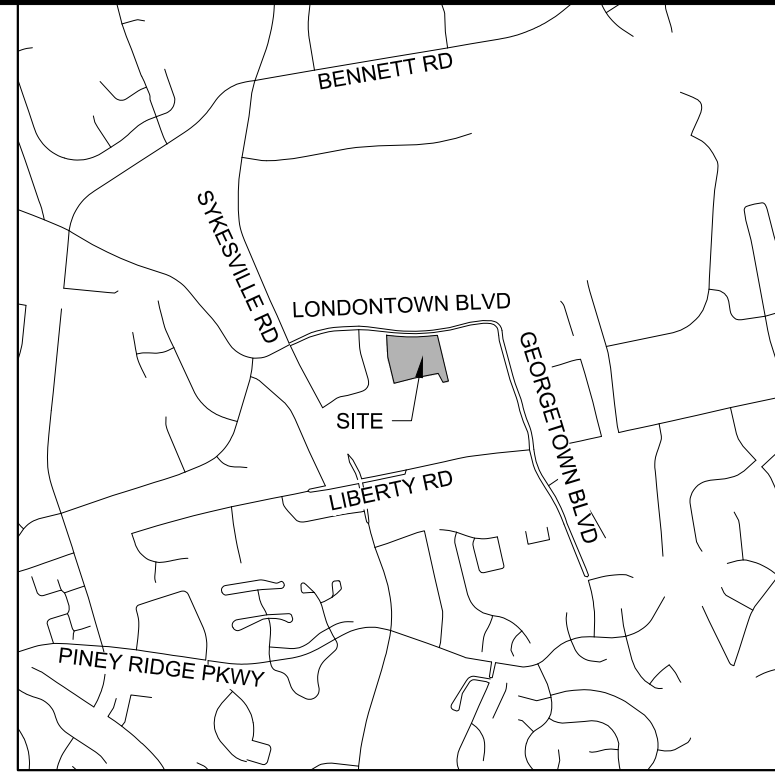 BENNETT RD
SYKESVILLE RD
LONDONTOWN BLVD
GEORGETOWN BLVD
SITE
LIBERTY RD
PINEY RIDGE PKWY